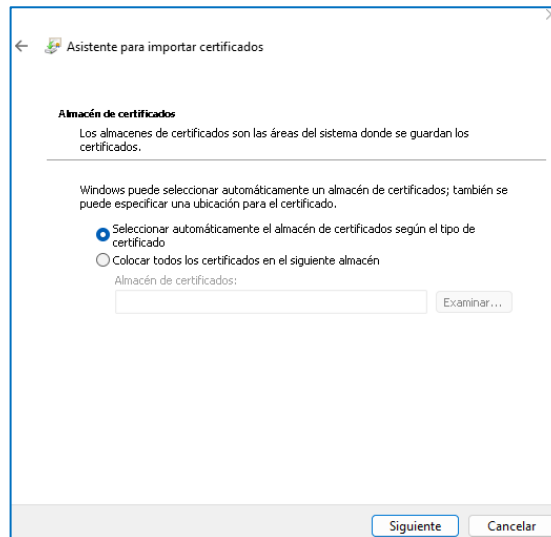 Asistente para importar certificados
Almacén de certificados
Los almacenes de certificados son las áreas del sistema donde se guardan los
certificados.
Windows puede seleccionar automáticamente un almacén de certificados; también se
puede especificar una ubicación para el certificado.
Seleccionar automáticamente el almacén de certificados según el tipo de
certificado
Colocar todos los certificados en el siguiente almacén
Almacén de certificados:
Examinar...
Siguiente
Cancelar